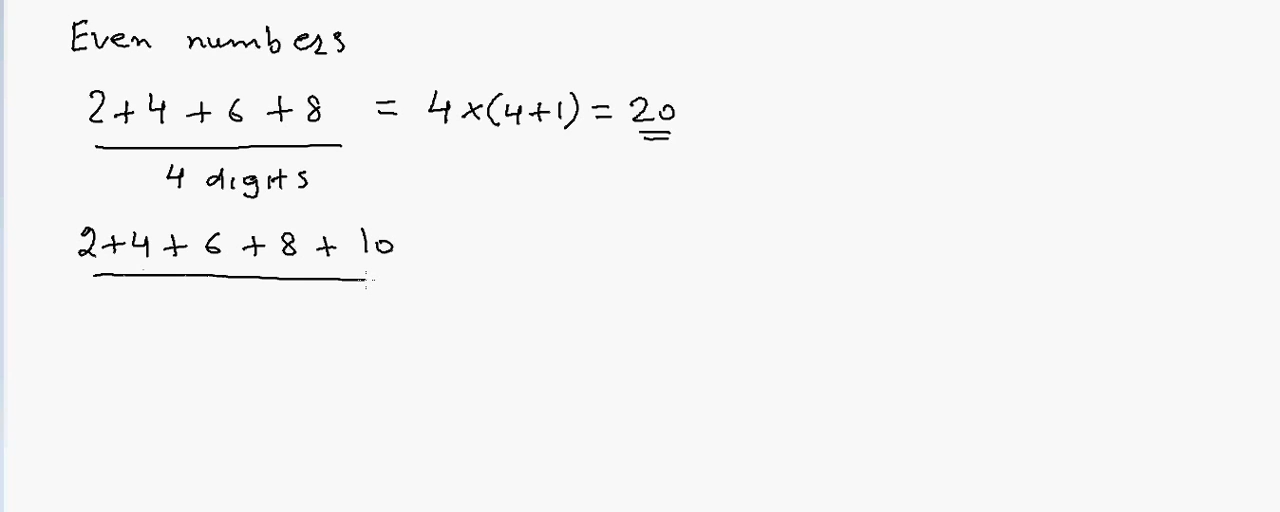 Even numbers
2+4+6+8 = 4×(4+1) = 20
4 digits
2+4+6+8+10